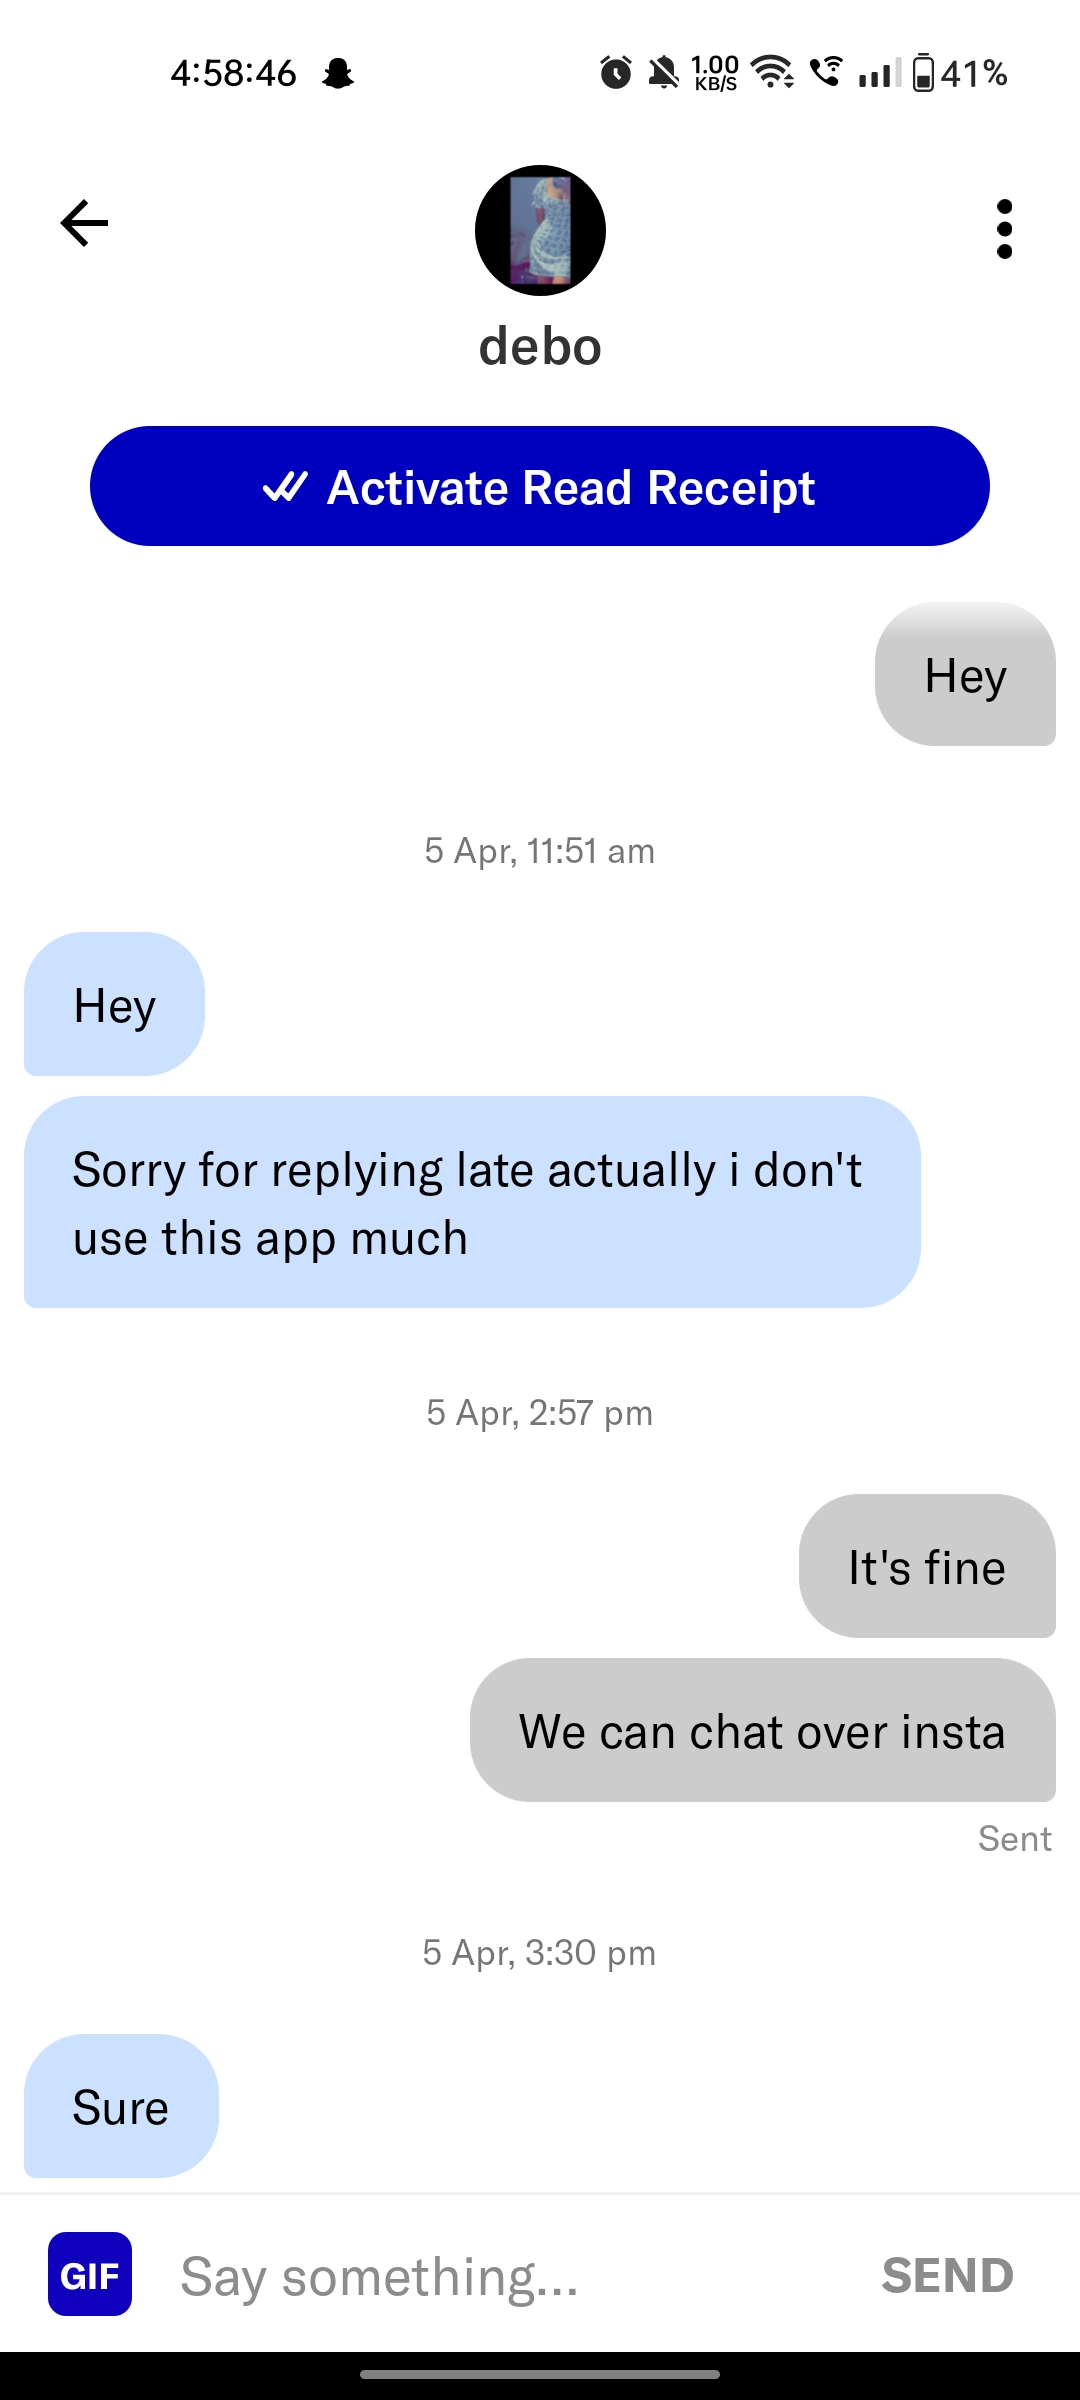 4:58:46
1.00
KB/S
41%
debo
Activate Read Receipt
Hey
5 Apr, 11:51 am
Hey
Sorry for replying late actually i don't
use this app much
5 Apr, 2:57 pm
It's fine
We can chat over insta
Sent
5 Apr, 3:30 pm
Sure
GIF
Say something...
SEND